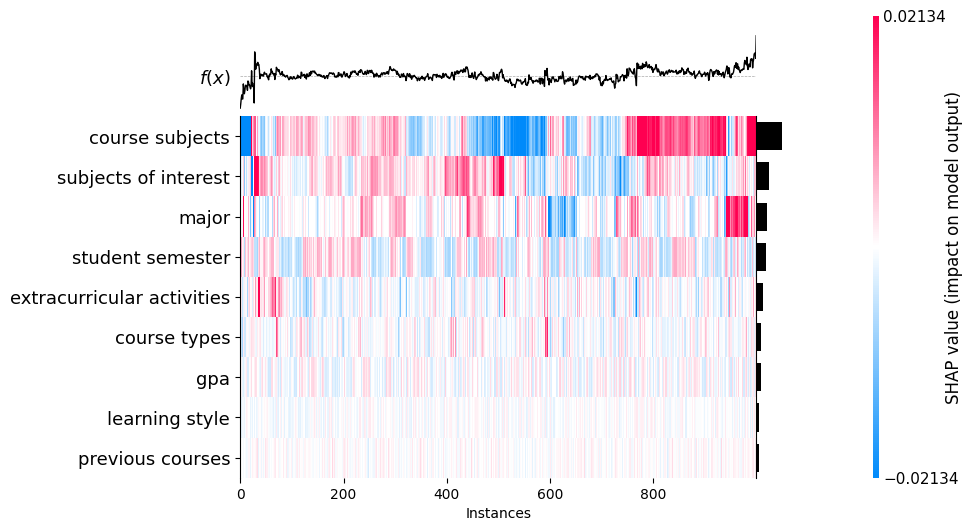 0.02134
f(x)
course subjects
subjects of interest
major
student semester
extracurricular activities
course types
gpa
learning style
previous courses
0 200 400 600 800
Instances
SHAP value (impact on model output)
−0.02134